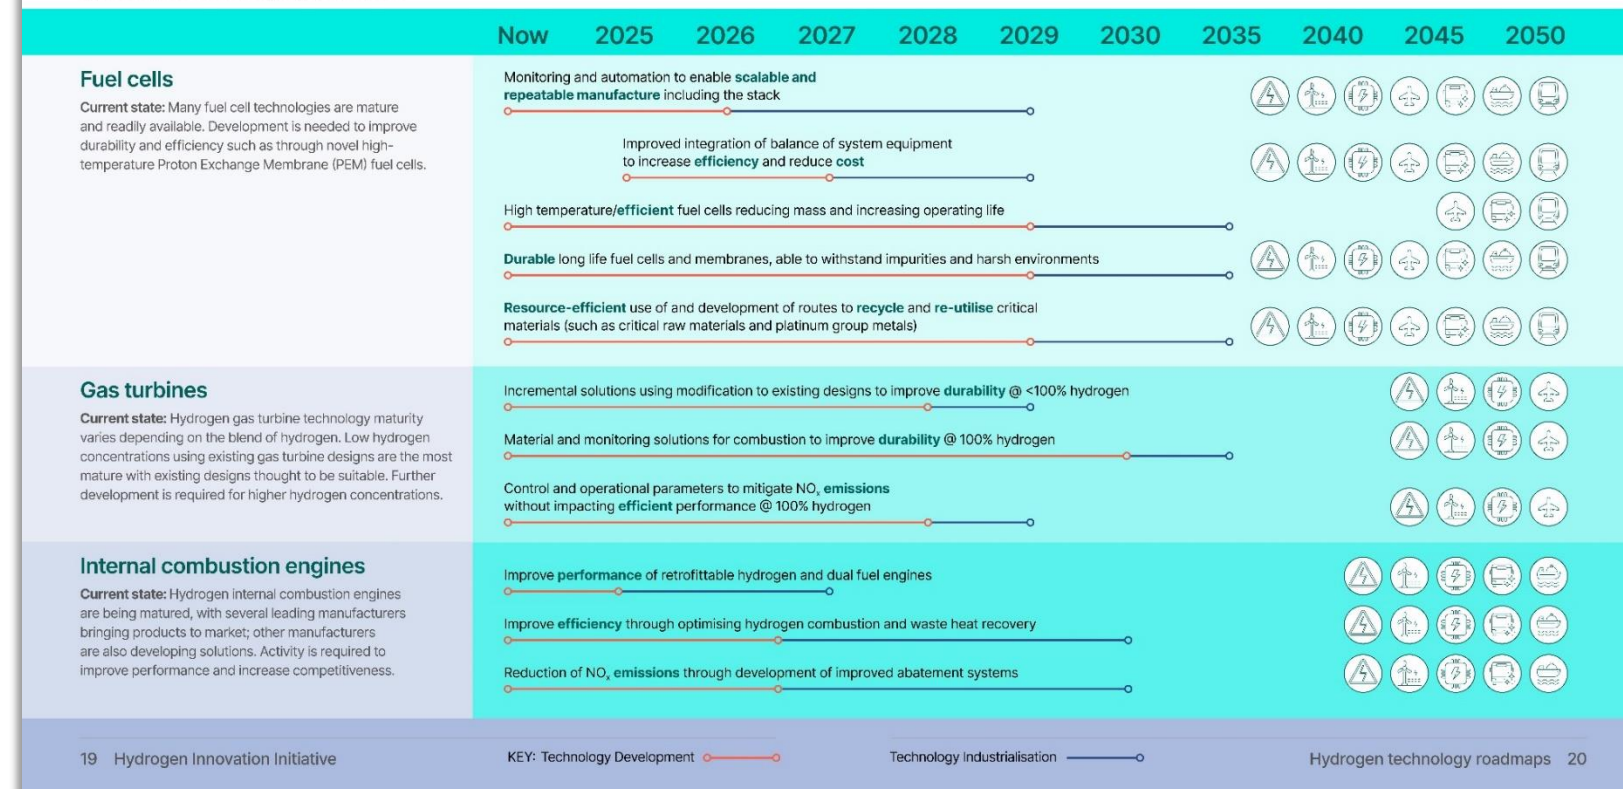 Now 2025 2026 2027 2028 2029 2030 2035 2040 2045 2050
Fuel cells
Current state: Many fuel cell technologies are mature
and readily available. Development is needed to improve
durability and efficiency such as through novel high-
temperature Proton Exchange Membrane (PEM) fuel cells.
Monitoring and automation to enable scalable and
repeatable manufacture including the stack
Improved integration of balance of system equipment
to increase efficiency and reduce cost
High temperature/efficient fuel cells reducing mass and increasing operating life
Durable long life fuel cells and membranes, able to withstand impurities and harsh environments
Resource-efficient use of and development of routes to recycle and re-utilise critical
materials (such as critical raw materials and platinum group metals)
Gas turbines
Current state: Hydrogen gas turbine technology maturity
varies depending on the blend of hydrogen. Low hydrogen
concentrations using existing gas turbine designs are the most
mature with existing designs thought to be suitable. Further
development is required for higher hydrogen concentrations.
Incremental solutions using modification to existing designs to improve durability @ <100% hydrogen
Material and monitoring solutions for combustion to improve durability @ 100% hydrogen
Control and operational parameters to mitigate NOₓ emissions
without impacting efficient performance @ 100% hydrogen
Internal combustion engines
Current state: Hydrogen internal combustion engines
are being matured, with several leading manufacturers
bringing products to market; other manufacturers
are also developing solutions. Activity is required to
improve performance and increase competitiveness.
Improve performance of retrofittable hydrogen and dual fuel engines
Improve efficiency through optimising hydrogen combustion and waste heat recovery
Reduction of NOₓ emissions through development of improved abatement systems
19 Hydrogen Innovation Initiative
KEY: Technology Development
Technology Industrialisation
Hydrogen technology roadmaps 20